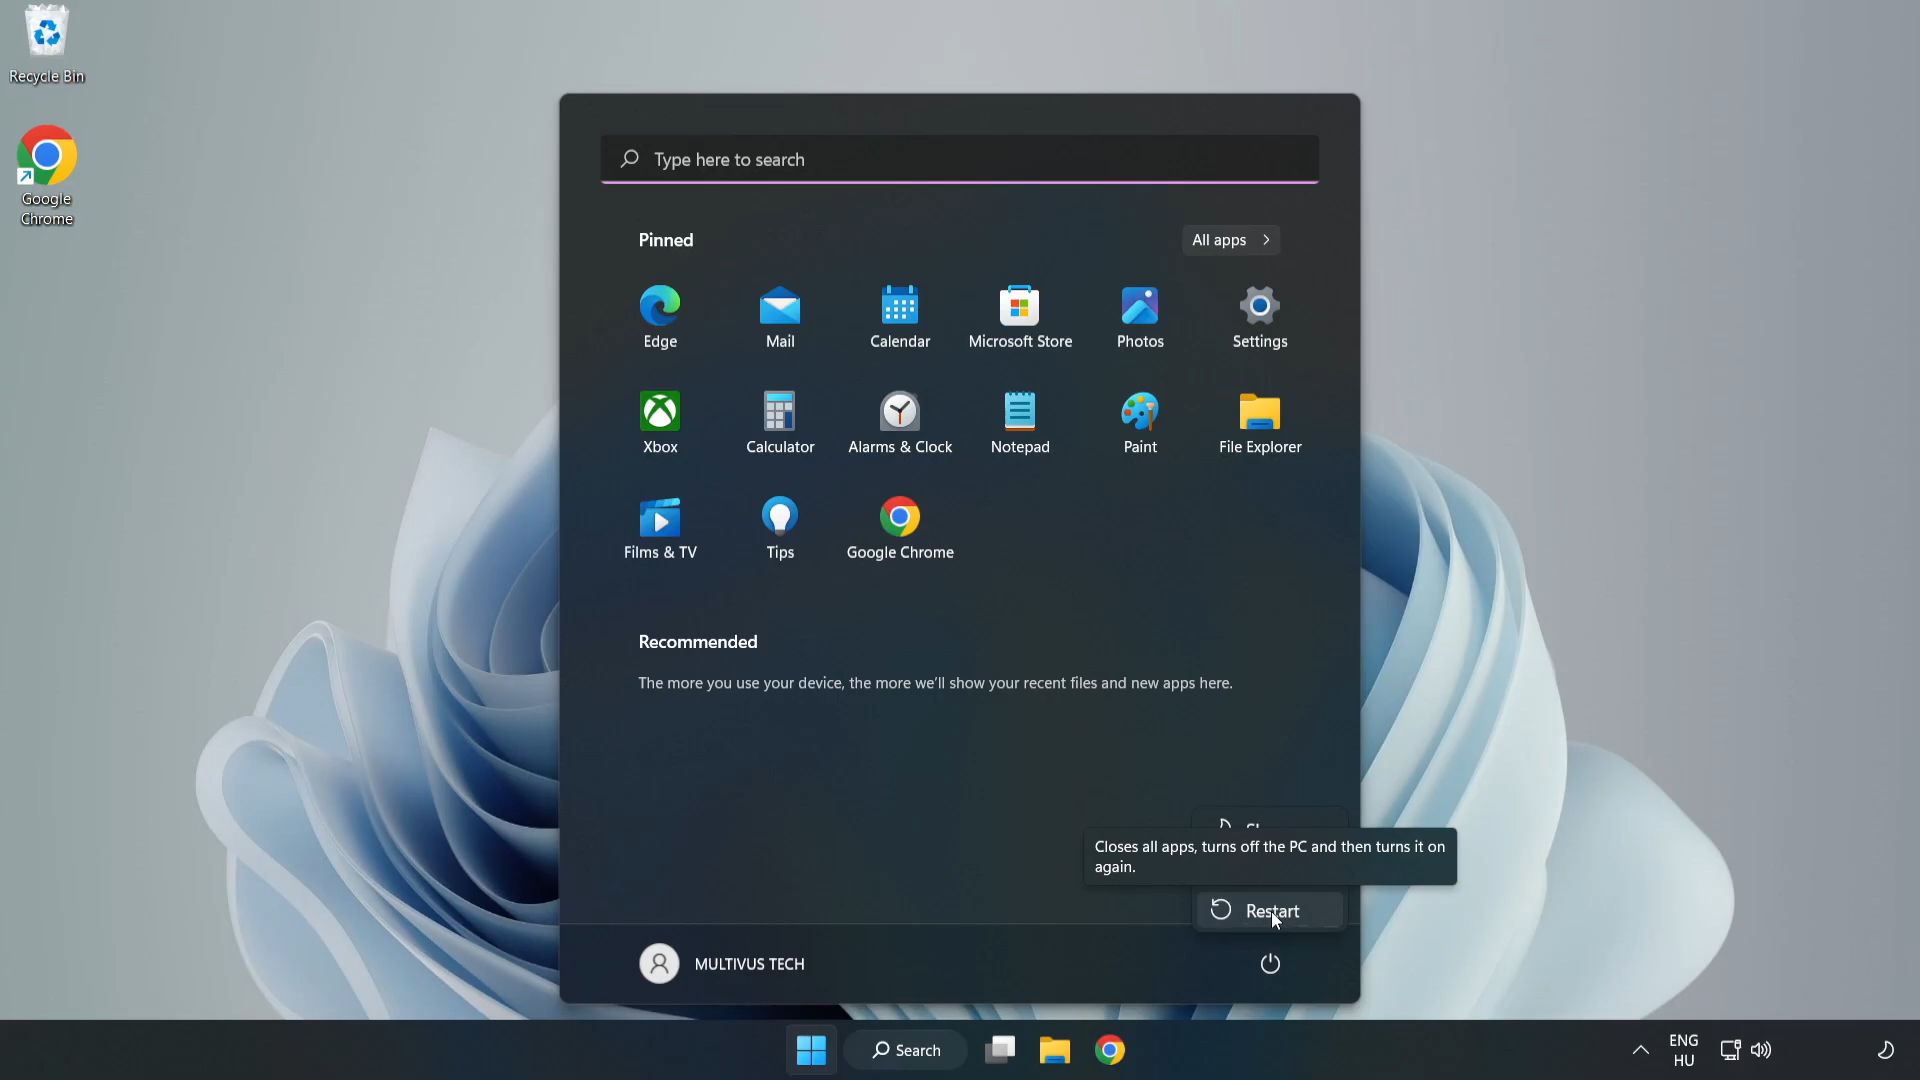 Recycle Bin
Google
Chrome
Type here to search
Pinned
All apps
Edge
Mail
Calendar
Microsoft Store
Photos
Settings
Xbox
Calculator
Alarms & Clock
Notepad
Paint
File Explorer
Films & TV
Tips
Google Chrome
Recommended
The more you use your device, the more we'll show your recent files and new apps here.
Closes all apps, turns off the PC and then turns it on
again.
Restart
MULTIVUS TECH
Search
ENG
HU